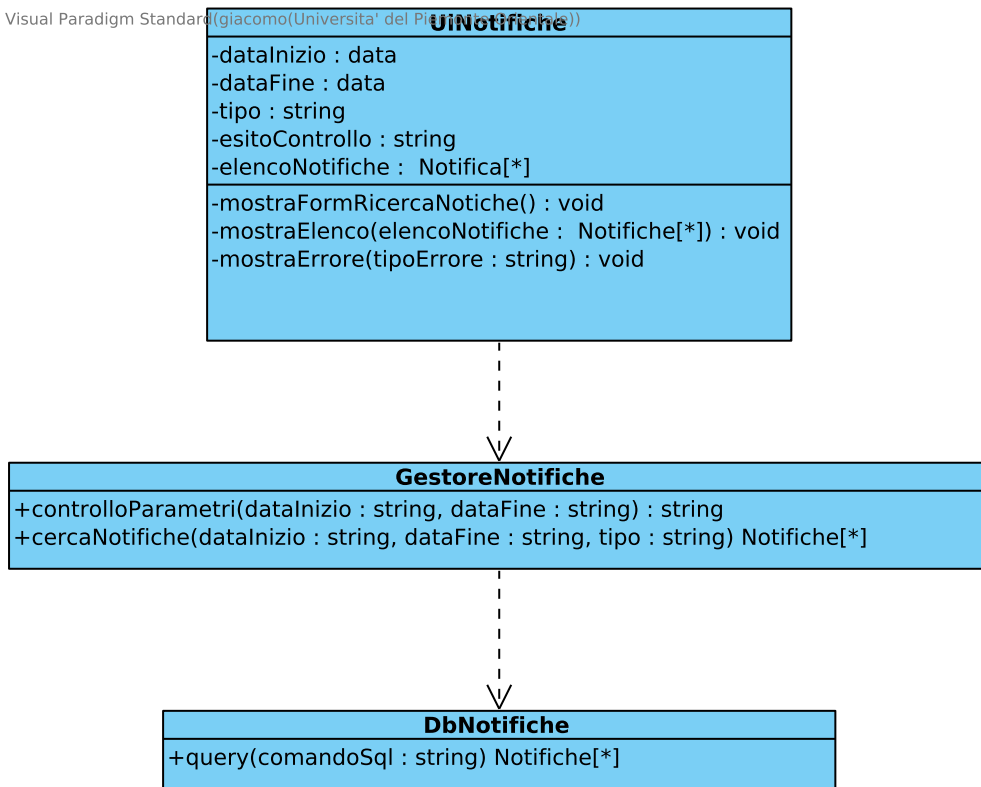 Visual Paradigm Standard(giacomo(Universita' del Piemonte Orientale))
UiNotifiche
-dataInizio : data
-dataFine : data
-tipo : string
-esitoControllo : string
-elencoNotifiche :  Notifica[*]
-mostraFormRicercaNotiche() : void
-mostraElenco(elencoNotifiche :  Notifiche[*]) : void
-mostraErrore(tipoErrore : string) : void
GestoreNotifiche
+controlloParametri(dataInizio : string, dataFine : string) : string
+cercaNotifiche(dataInizio : string, dataFine : string, tipo : string) Notifiche[*]
DbNotifiche
+query(comandoSql : string) Notifiche[*]